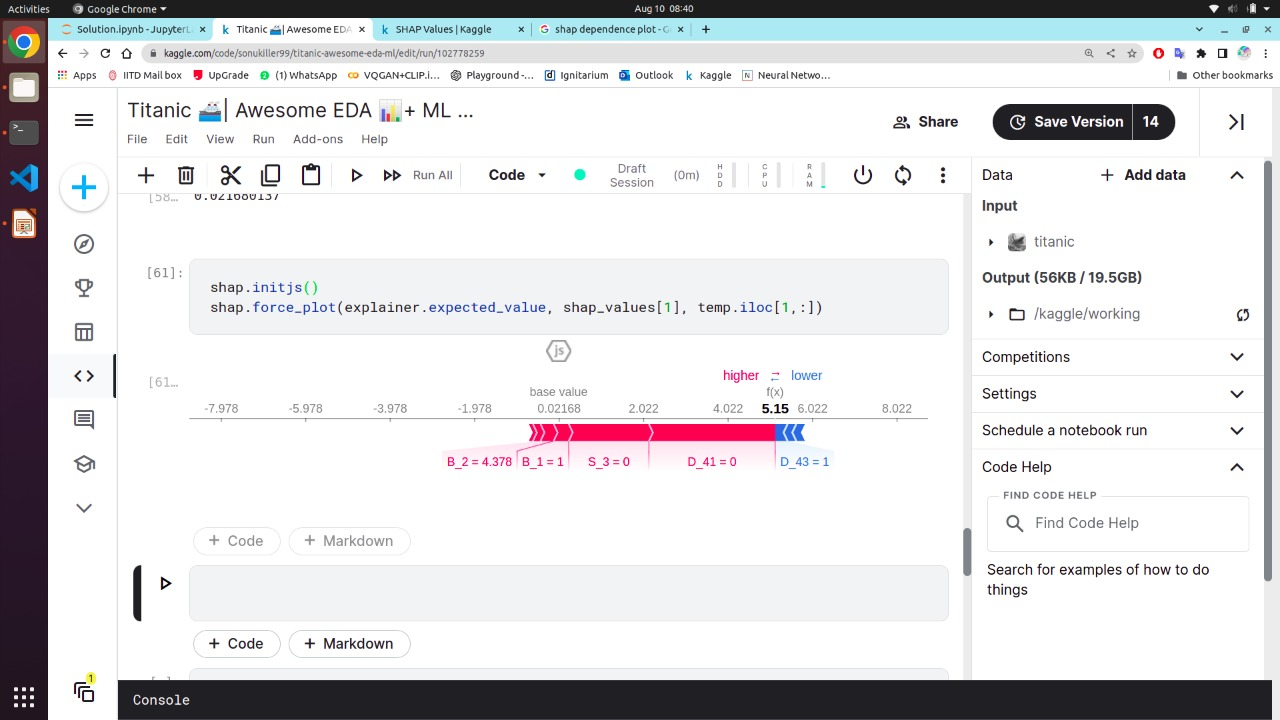 Activities
Google Chrome
Aug 10 08:40
Solution.ipynb - JupyterL
Titanic 🚢| Awesome EDA
SHAP Values | Kaggle
shap dependence plot - G
kaggle.com/code/sonukiller99/titanic-awesome-eda-ml/edit/run/102778259
Apps
IITD Mail box
UpGrade
(1) WhatsApp
VQGAN+CLIP.i...
Playground -...
Ignitarium
Outlook
Kaggle
Neural Netwo...
Other bookmarks
Titanic 🚢| Awesome EDA 📊+ ML ...
File Edit View Run Add-ons Help
Share
Save Version 14
Run All
Code
Draft Session
(0m)
HDD
CPU
RAM
[58...
0.021680137
[61]:
shap.initjs()
shap.force_plot(explainer.expected_value, shap_values[1], temp.iloc[1,:])
js
[61...
higher ⇄ lower
base value
f(x)
-7.978 -5.978 -3.978 -1.978 0.02168 2.022 4.022 5.15 6.022 8.022
B_2 = 4.378 B_1 = 1 S_3 = 0 D_41 = 0 D_43 = 1
+ Code + Markdown
+ Code + Markdown
Console
Data
+ Add data
Input
titanic
Output (56KB / 19.5GB)
/kaggle/working
Competitions
Settings
Schedule a notebook run
Code Help
FIND CODE HELP
Find Code Help
Search for examples of how to do
things
1